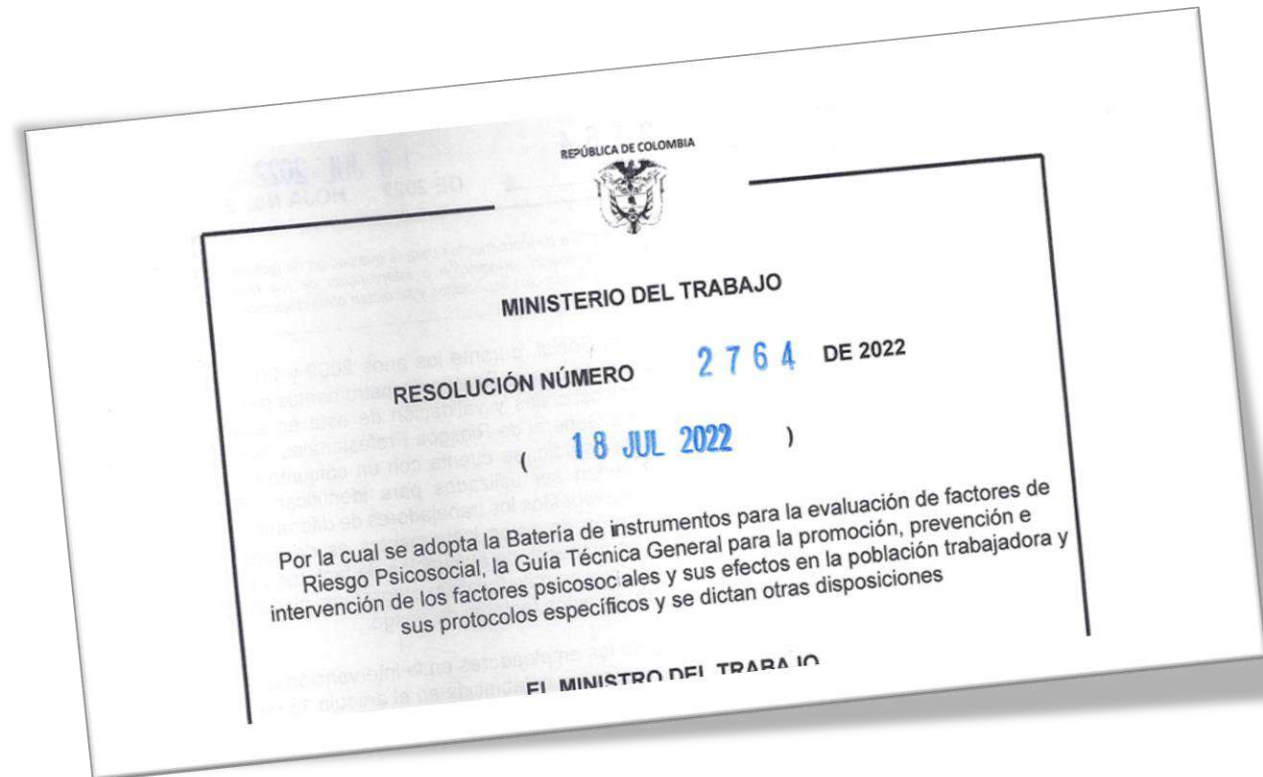 REPÚBLICA DE COLOMBIA
MINISTERIO DEL TRABAJO
RESOLUCIÓN NÚMERO 2764 DE 2022
( 18 JUL 2022 )
Por la cual se adopta la Batería de instrumentos para la evaluación de factores de
Riesgo Psicosocial, la Guía Técnica General para la promoción, prevención e
intervención de los factores psicosociales y sus efectos en la población trabajadora y
sus protocolos específicos y se dictan otras disposiciones
EL MINISTRO DEL TRABAJO